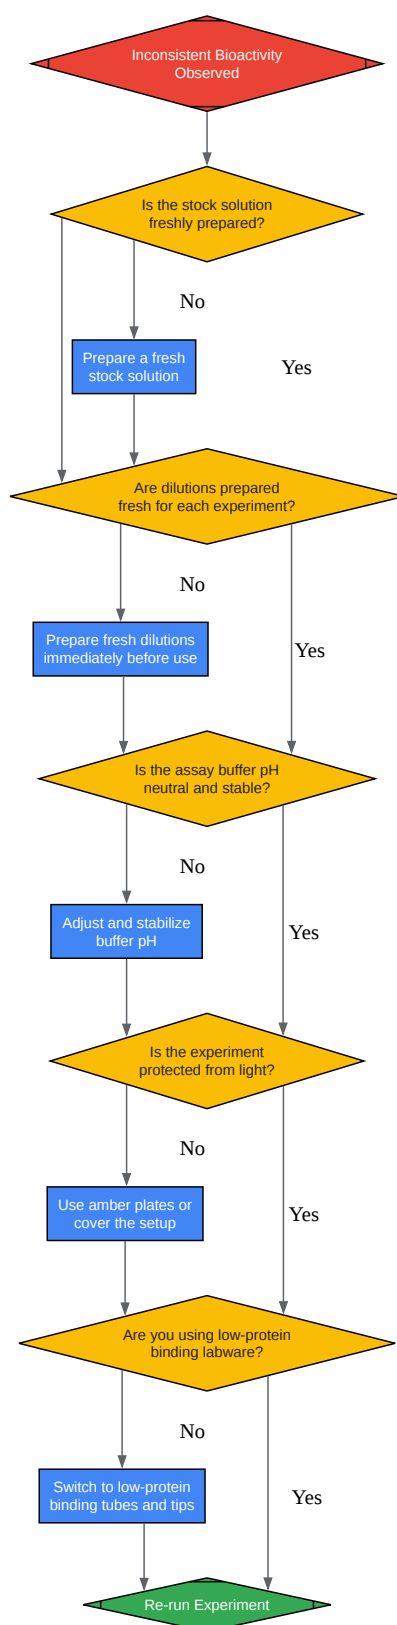 Inconsistent Bioactivity
Observed
Is the stock solution
freshly prepared?
No
Prepare a fresh
stock solution
Yes
Are dilutions prepared
fresh for each experiment?
No
Prepare fresh dilutions
immediately before use
Yes
Is the assay buffer pH
neutral and stable?
No
Adjust and stabilize
buffer pH
Yes
Is the experiment
protected from light?
No
Use amber plates or
cover the setup
Yes
Are you using low-protein
binding labware?
No
Switch to low-protein
binding tubes and tips
Yes
Re-run Experiment